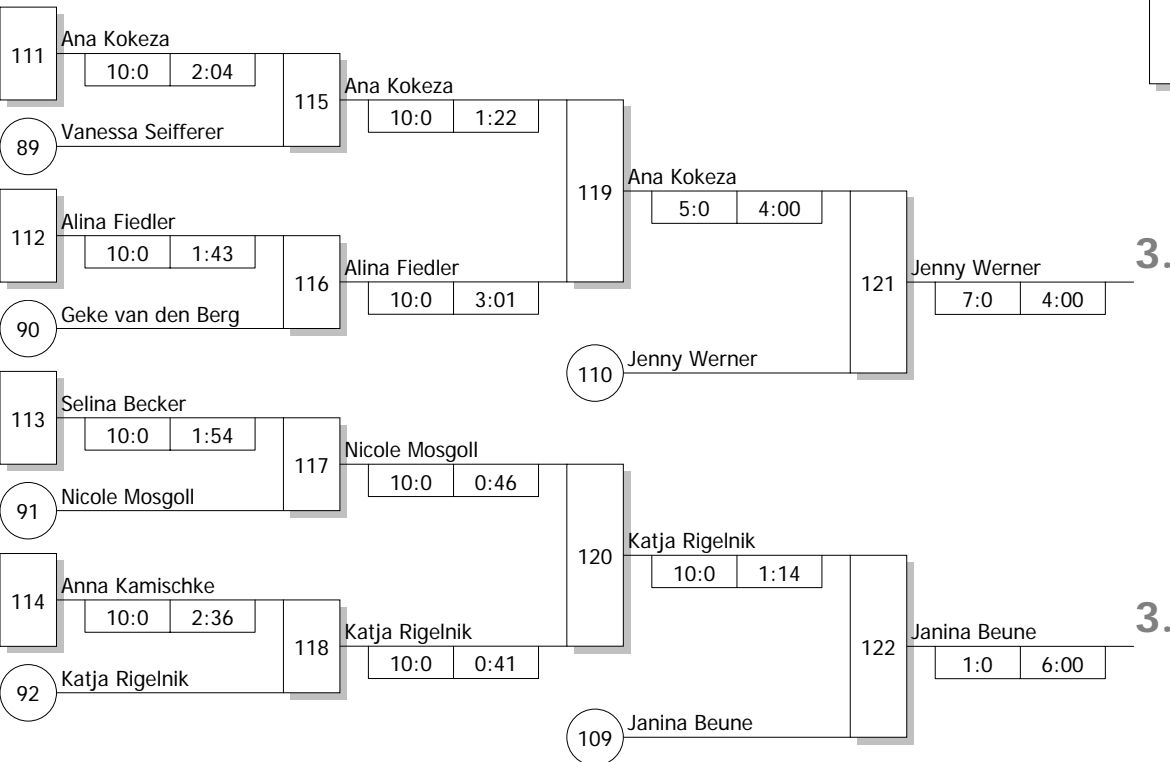 111
Ana Kokeza
10:0 2:04
89
Vanessa Seifferer
115
Ana Kokeza
10:0 1:22
112
Alina Fiedler
10:0 1:43
90
Geke van den Berg
116
Alina Fiedler
10:0 3:01
119
Ana Kokeza
5:0 4:00
110
Jenny Werner
121
Jenny Werner
7:0 4:00
3.
113
Selina Becker
10:0 1:54
91
Nicole Mosgoll
117
Nicole Mosgoll
10:0 0:46
114
Anna Kamischke
10:0 2:36
92
Katja Rigelnik
118
Katja Rigelnik
10:0 0:41
120
Katja Rigelnik
10:0 1:14
109
Janina Beune
122
Janina Beune
1:0 6:00
3.